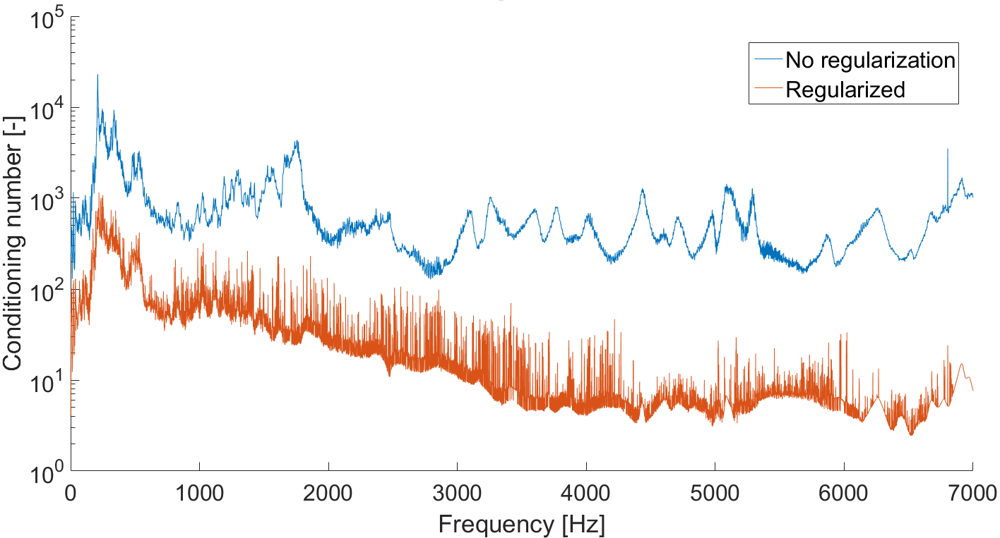 10^5
10^4
10^3
10^2
10^1
10^0
Conditioning number [-]
No regularization
Regularized
0 1000 2000 3000 4000 5000 6000 7000
Frequency [Hz]